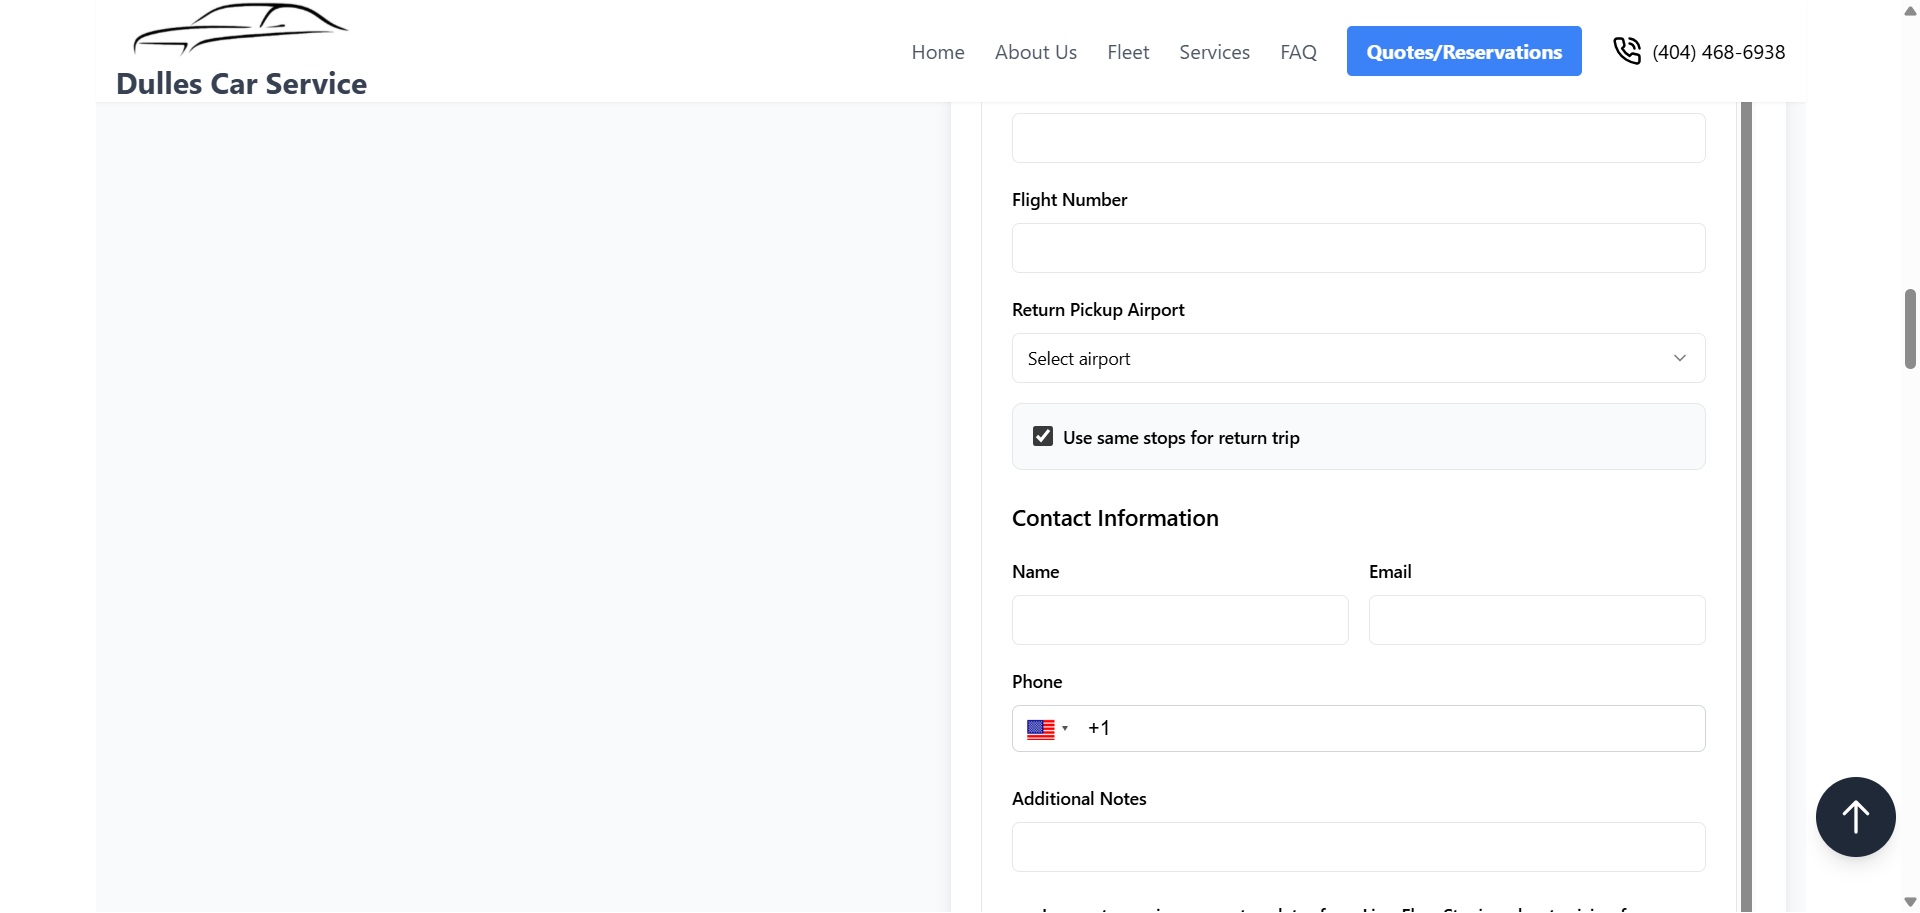 Dulles Car Service
Home About Us Fleet Services FAQ Quotes/Reservations (404) 468-6938
Flight Number
Return Pickup Airport
Select airport
Use same stops for return trip
Contact Information
Name Email
Phone
+1
Additional Notes